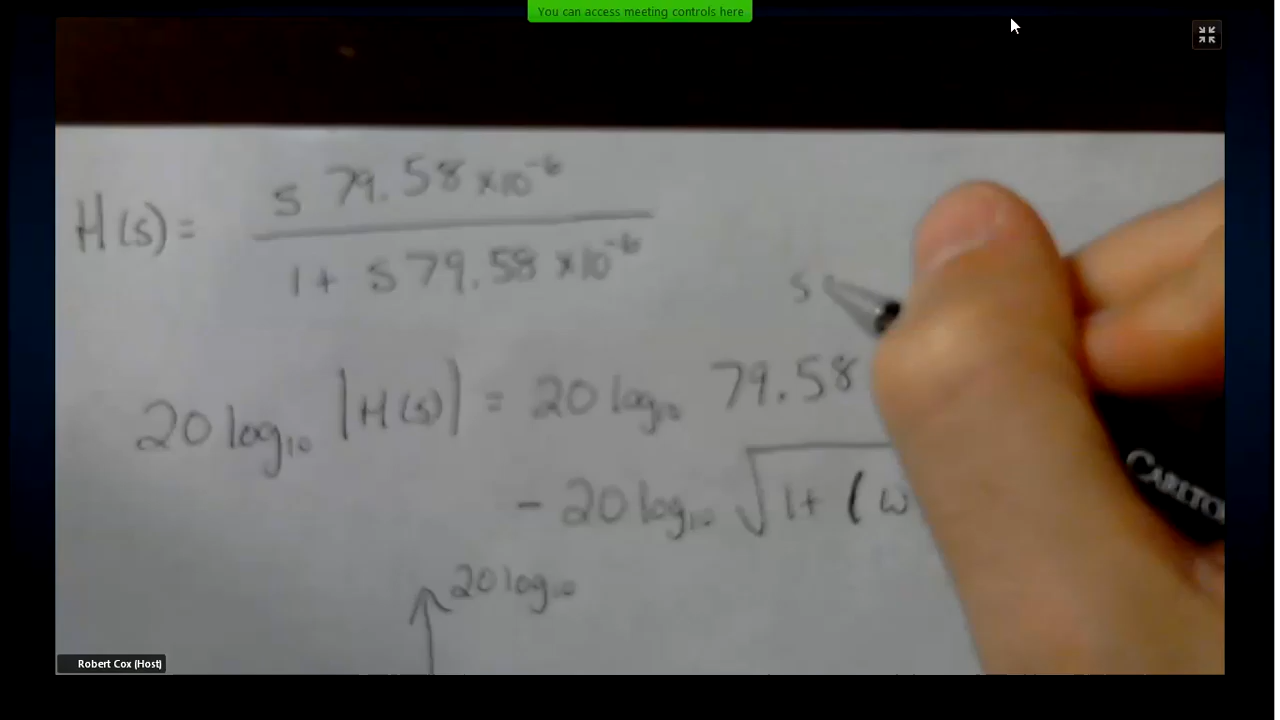 You can access meeting controls here
H(s) = s 79.58 x10^-6
1 + s 79.58 x10^-6
s
20 log10 |H(s)| = 20 log10 79.58
- 20 log10 √1 + (ω
20 log10
CARLTO
Robert Cox (Host)